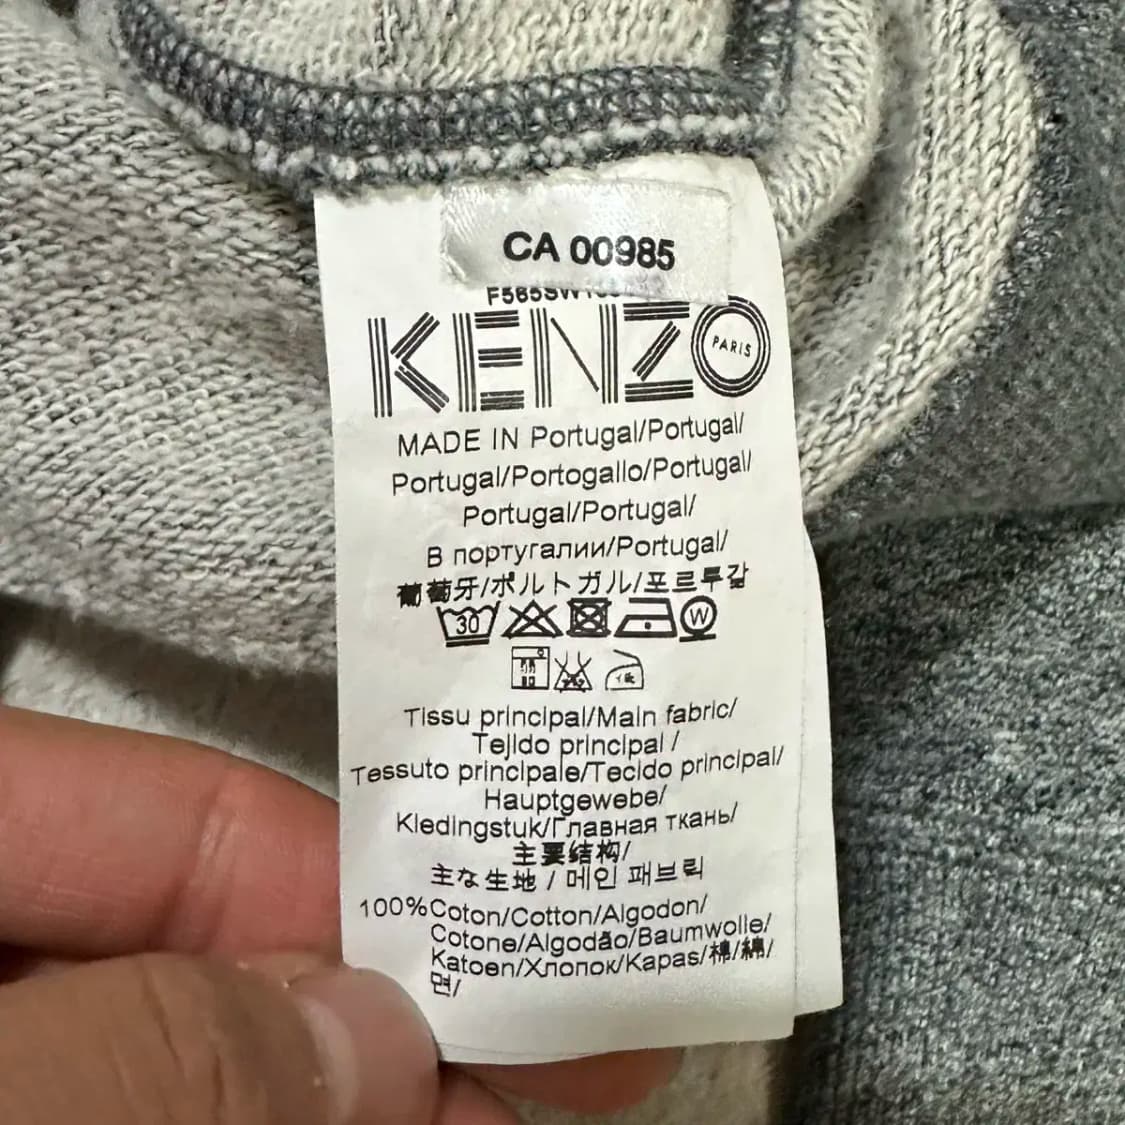 CA 00985
KENZO
PARIS
MADE IN Portugal/Portugal/
Portugal/Portogallo/Portugal/
Portugal/Portugal/
В португалии/Portugal/
葡萄牙/ポルトガル/포르투갈
30 W
Tissu principal/Main fabric/
Tejido principal /
Tessuto principale/Tecido principal/
Hauptgewebe/
Kledingstuk/Главная ткань/
主要结构/
主な生地 / 메인 패브릭
100%Coton/Cotton/Algodon/
Cotone/Algodão/Baumwolle/
Katoen/Хлопок/Kapas/棉/綿/
면/